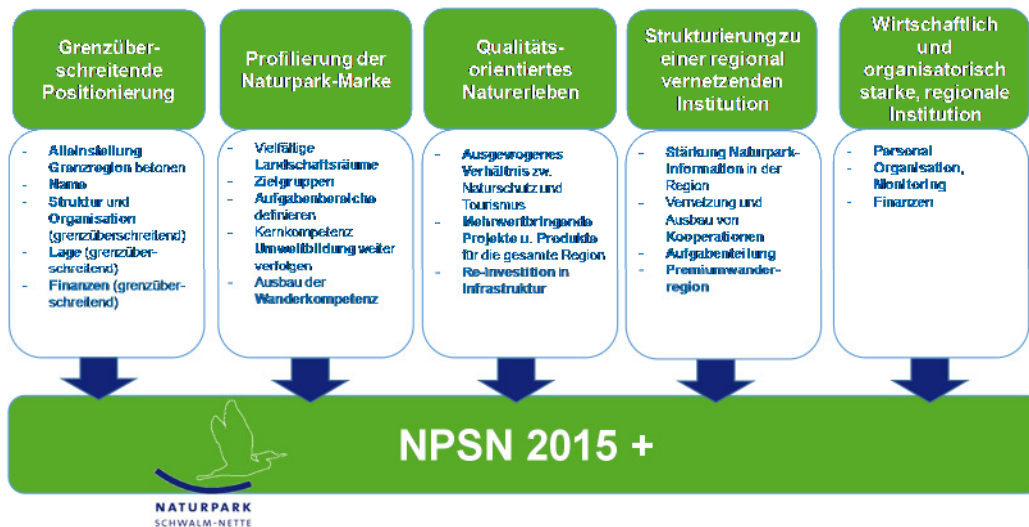 Grenzüber-
schreitende
Positionierung
- Alleinstellung
Grenzregion betonen
- Name
- Struktur und
Organisation
(grenzüberschreitend)
- Lage (grenzüber-
schreitend)
- Finanzen (grenzüber-
schreitend)
Profilierung der
Naturpark-Marke
- Vielfältige
Landschaftsräume
- Zielgruppen
- Aufgabenbereiche
definieren
- Kernkompetenz
Umweltbildung weiter
verfolgen
- Ausbau der
Wanderkompetenz
Qualitäts-
orientiertes
Naturerleben
- Ausgewogenes
Verhältnis zw.
Naturschutz und
Tourismus
- Mehrwertbringende
Projekte u. Produkte
für die gesamte Region
- Re-Investition in
Infrastruktur
Strukturierung zu
einer regional
vernetzenden
Institution
- Stärkung Naturpark-
Information in der
Region
- Vernetzung und
Ausbau von
Kooperationen
- Aufgabenteilung
- Premiumwander-
region
Wirtschaftlich
und
organisatorisch
starke, regionale
Institution
- Personal
- Organisation,
Monitoring
- Finanzen
NPSN 2015 +
NATURPARK
SCHWALM-NETTE